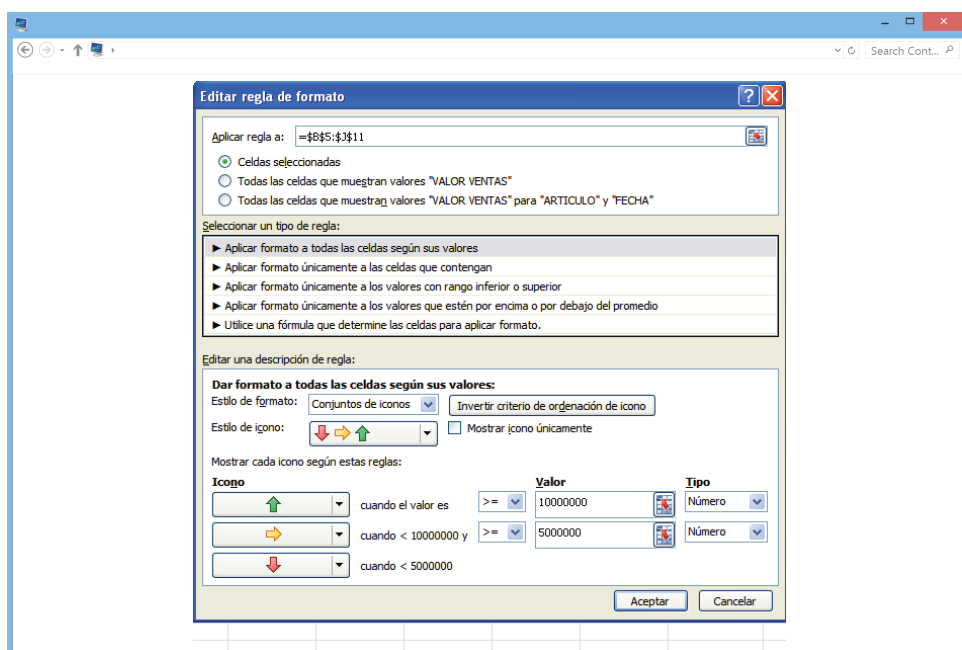 Search Cont...
Editar regla de formato
Aplicar regla a: =$B$5:$J$11
Celdas seleccionadas
Todas las celdas que muestran valores "VALOR VENTAS"
Todas las celdas que muestran valores "VALOR VENTAS" para "ARTICULO" y "FECHA"
Seleccionar un tipo de regla:
► Aplicar formato a todas las celdas según sus valores
► Aplicar formato únicamente a las celdas que contengan
► Aplicar formato únicamente a los valores con rango inferior o superior
► Aplicar formato únicamente a los valores que estén por encima o por debajo del promedio
► Utilice una fórmula que determine las celdas para aplicar formato.
Editar una descripción de regla:
Dar formato a todas las celdas según sus valores:
Estilo de formato: Conjuntos de iconos Invertir criterio de ordenación de icono
Estilo de icono: Mostrar icono únicamente
Mostrar cada icono según estas reglas:
Icono Valor Tipo
cuando el valor es >= 10000000 Número
cuando < 10000000 y >= 5000000 Número
cuando < 5000000
Aceptar Cancelar